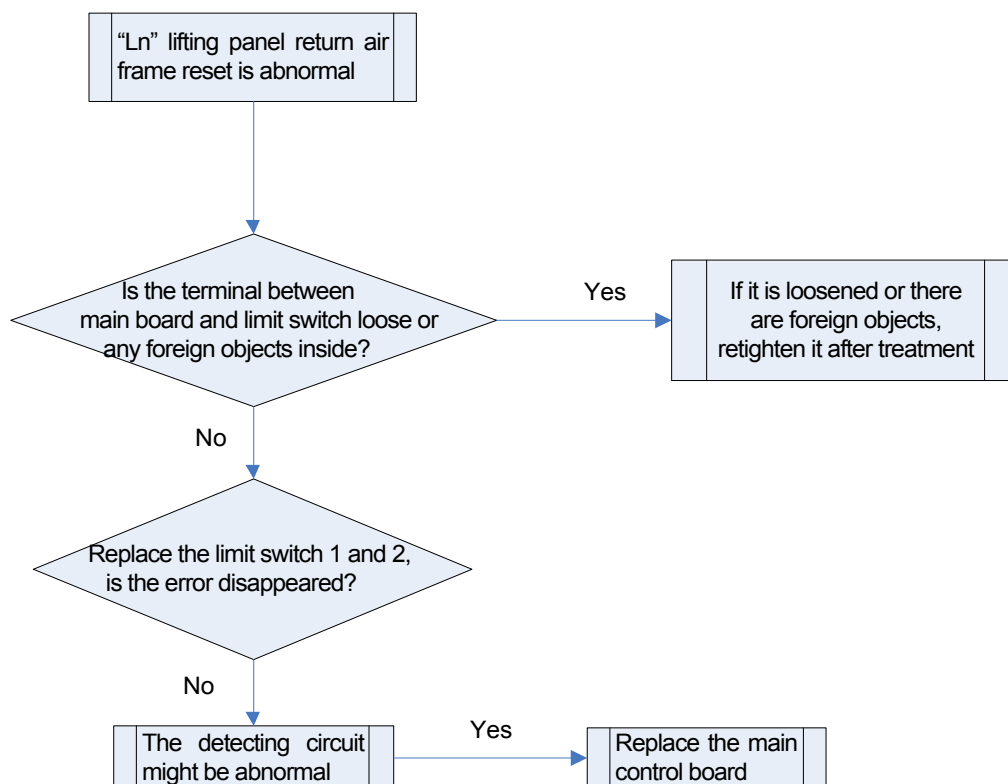 “Ln” lifting panel return air
frame reset is abnormal
Is the terminal between
main board and limit switch loose or
any foreign objects inside?
Yes
If it is loosened or there
are foreign objects,
retighten it after treatment
No
Replace the limit switch 1 and 2,
is the error disappeared?
No
The detecting circuit
might be abnormal
Yes
Replace the main
control board